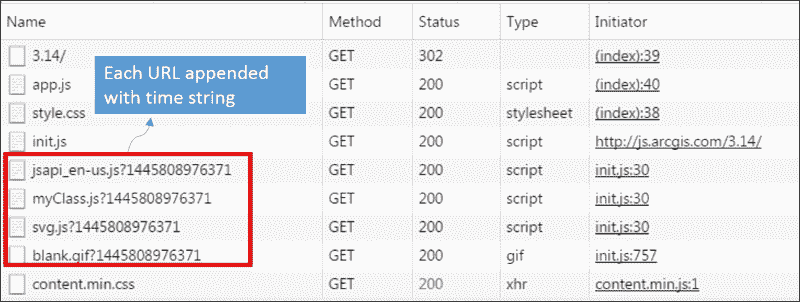 Name Method Status Type Initiator
3.14/ GET 302 (index):39
Each URL appended
with time string
app.js GET 200 script (index):40
style.css GET 200 stylesheet (index):38
init.js GET 200 script http://js.arcgis.com/3.14/
jsapi_en-us.js?1445808976371 GET 200 script init.js:30
myClass.js?1445808976371 GET 200 script init.js:30
svg.js?1445808976371 GET 200 script init.js:30
blank.gif?1445808976371 GET 200 gif init.js:757
content.min.css GET 200 xhr content.min.js:1